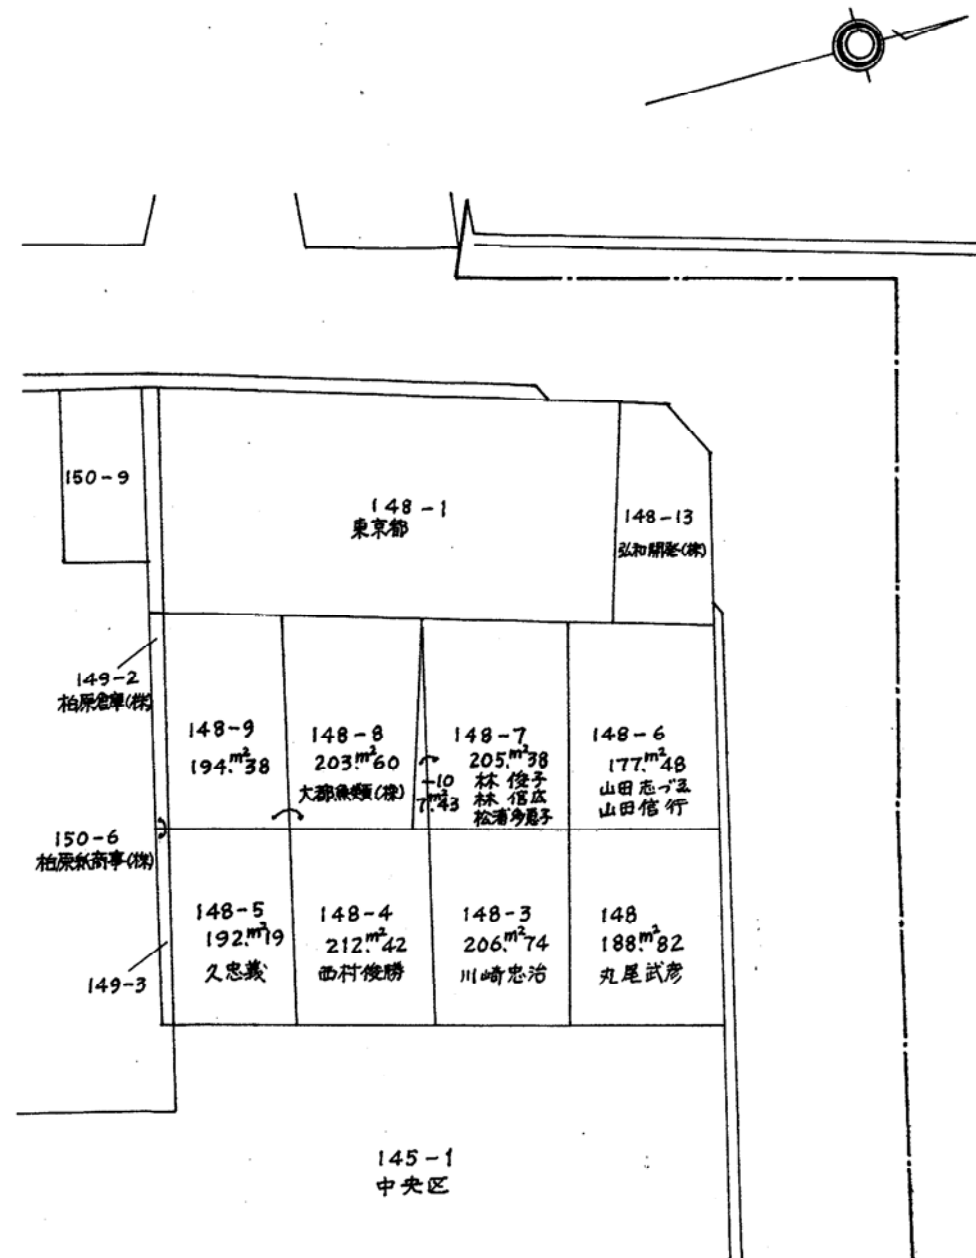 150-9
148-1
東京都
148-13
弘和開発(株)
149-2
柏原倉庫(株)
148-9
194.㎡38
148-8
203.㎡60
大都魚類(株)
-10
7.㎡43
148-7
205.㎡38
林 俊子
林 信広
松浦多恵子
148-6
177.㎡48
山田志づゑ
山田信行
150-6
柏原紙商事(株)
149-3
148-5
192.㎡19
久忠義
148-4
212.㎡42
西村俊勝
148-3
206.㎡74
川崎忠治
148
188.㎡82
丸尾武彦
145-1
中央区